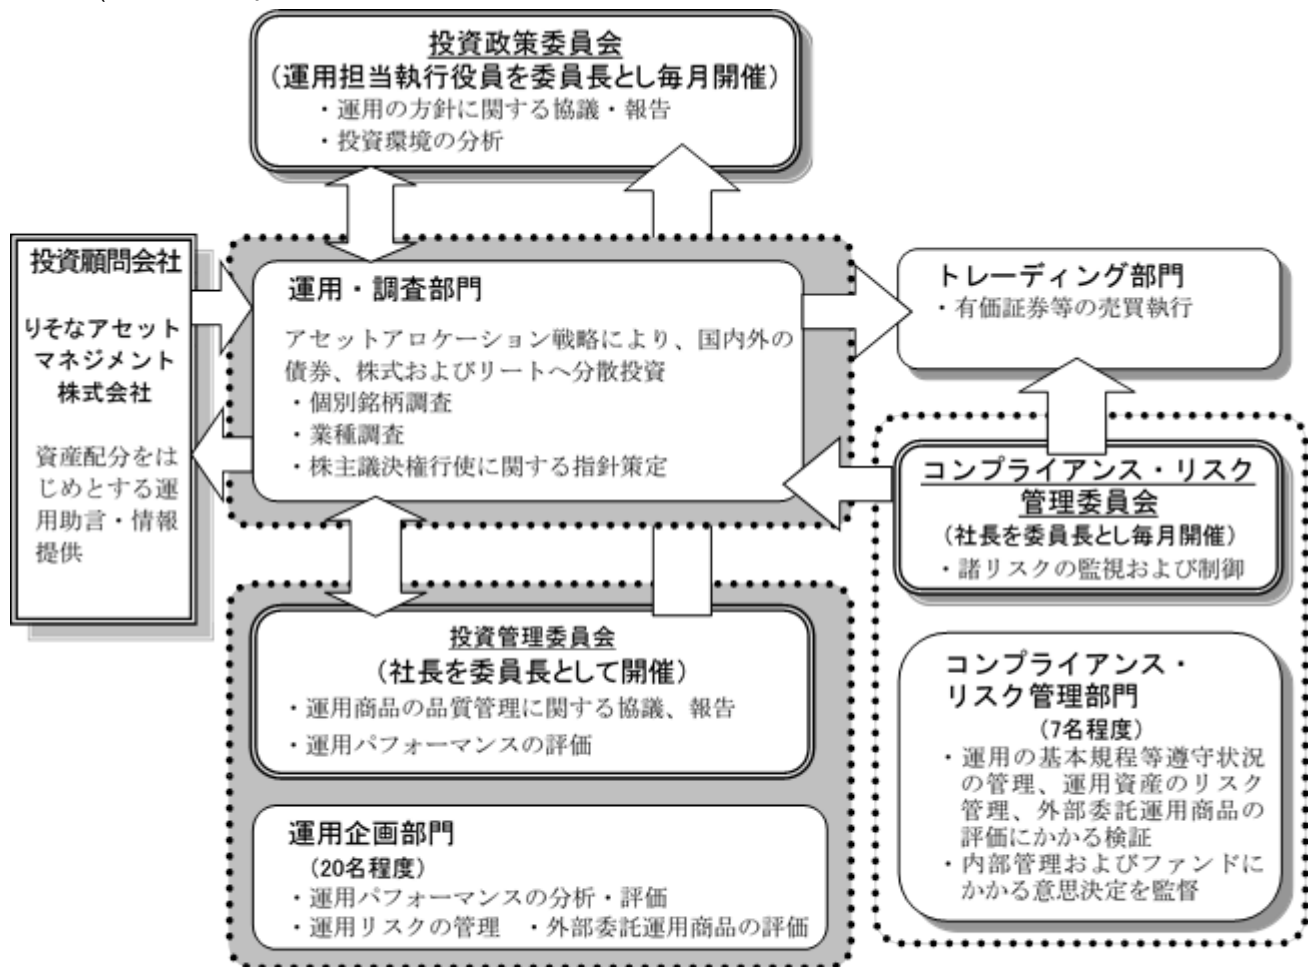 投資政策委員会
(運用担当執行役員を委員長とし毎月開催)
・運用の方針に関する協議・報告
・投資環境の分析
投資顧問会社
りそなアセット
マネジメント
株式会社
資産配分をは
じめとする運
用助言・情報
提供
運用・調査部門
アセットアロケーション戦略により、国内外の
債券、株式およびリートへ分散投資
・個別銘柄調査
・業種調査
・株主議決権行使に関する指針策定
トレーディング部門
・有価証券等の売買執行
コンプライアンス・リスク
管理委員会
(社長を委員長とし毎月開催)
・諸リスクの監視および制御
投資管理委員会
(社長を委員長として開催)
・運用商品の品質管理に関する協議、報告
・運用パフォーマンスの評価
運用企画部門
(20名程度)
・運用パフォーマンスの分析・評価
・運用リスクの管理 ・外部委託運用商品の評価
コンプライアンス・
リスク管理部門
(7名程度)
・運用の基本規程等遵守状況
の管理、運用資産のリスク
管理、外部委託運用商品の
評価にかかる検証
・内部管理およびファンドに
かかる意思決定を監督